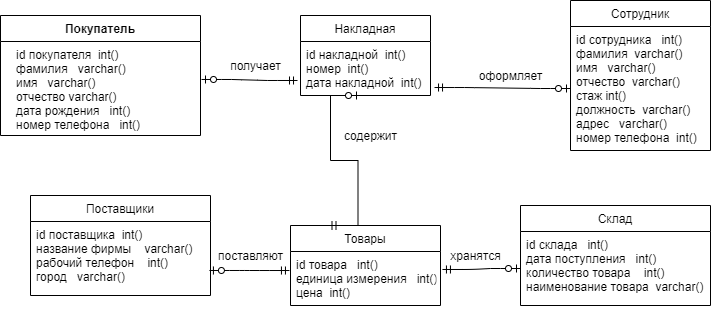 Покупатель
id покупателя int()
фамилия varchar()
имя varchar()
отчество varchar()
дата рождения int()
номер телефона int()
получает
Накладная
id накладной int()
номер int()
дата накладной int()
оформляет
Сотрудник
id сотрудника int()
фамилия varchar()
имя varchar()
отчество varchar()
стаж int()
должность varchar()
адрес varchar()
номер телефона int()
содержит
Поставщики
id поставщика int()
название фирмы varchar()
рабочий телефон int()
город varchar()
поставляют
Товары
id товара int()
единица измерения int()
цена int()
хранятся
Склад
id склада int()
дата поступления int()
количество товара int()
наименование товара varchar()